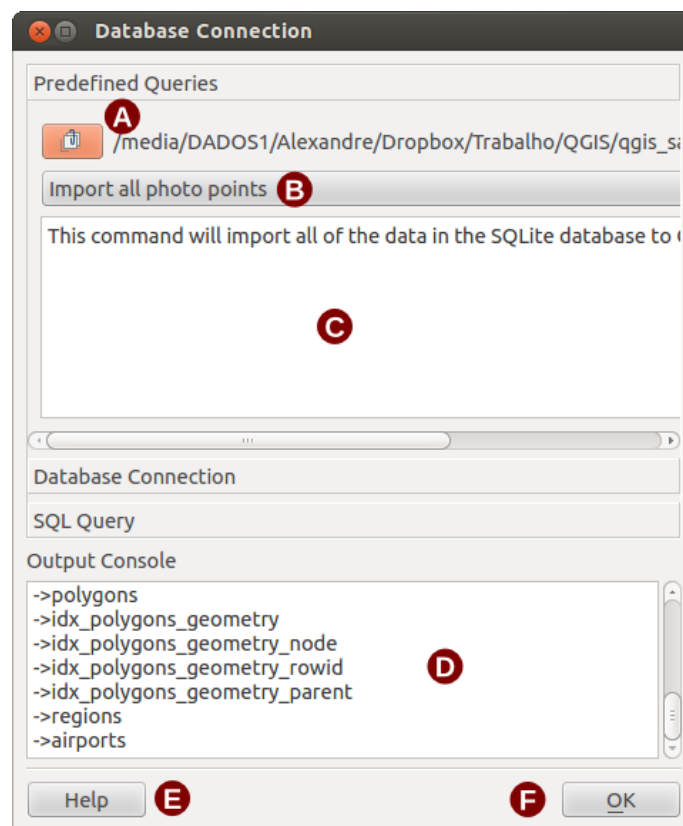 Database Connection
Predefined Queries
A
/media/DADOS1/Alexandre/Dropbox/Trabalho/QGIS/qgis_sa
Import all photo points B
This command will import all of the data in the SQLite database to
C
Database Connection
SQL Query
Output Console
->polygons
->idx_polygons_geometry
->idx_polygons_geometry_node
->idx_polygons_geometry_rowid
->idx_polygons_geometry_parent
->regions
->airports
D
Help E F OK